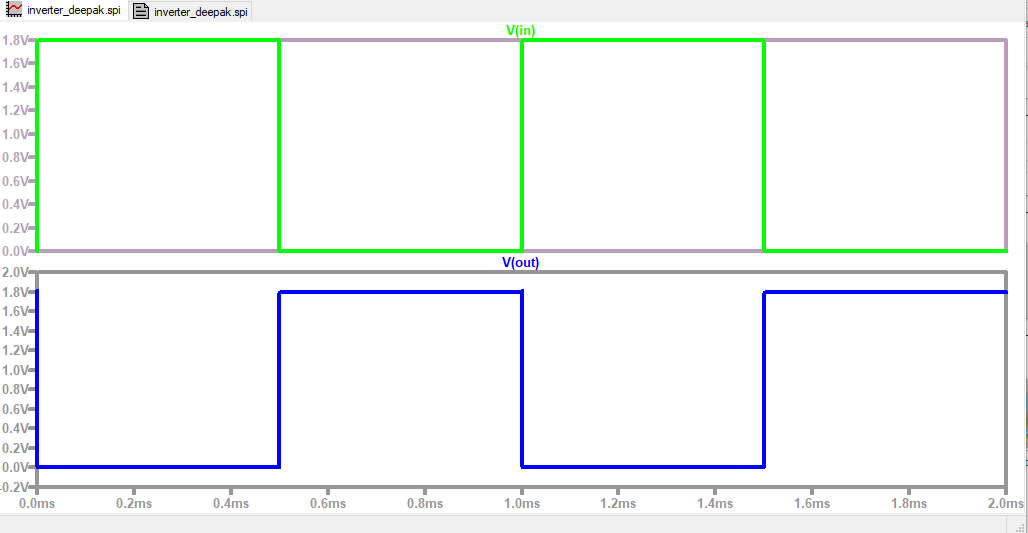 inverter_deepak.spi inverter_deepak.spi
V(in)
1.8V
1.6V
1.4V
1.2V
1.0V
0.8V
0.6V
0.4V
0.2V
0.0V
V(out)
2.0V
1.8V
1.6V
1.4V
1.2V
1.0V
0.8V
0.6V
0.4V
0.2V
0.0V
-0.2V
0.0ms 0.2ms 0.4ms 0.6ms 0.8ms 1.0ms 1.2ms 1.4ms 1.6ms 1.8ms 2.0ms